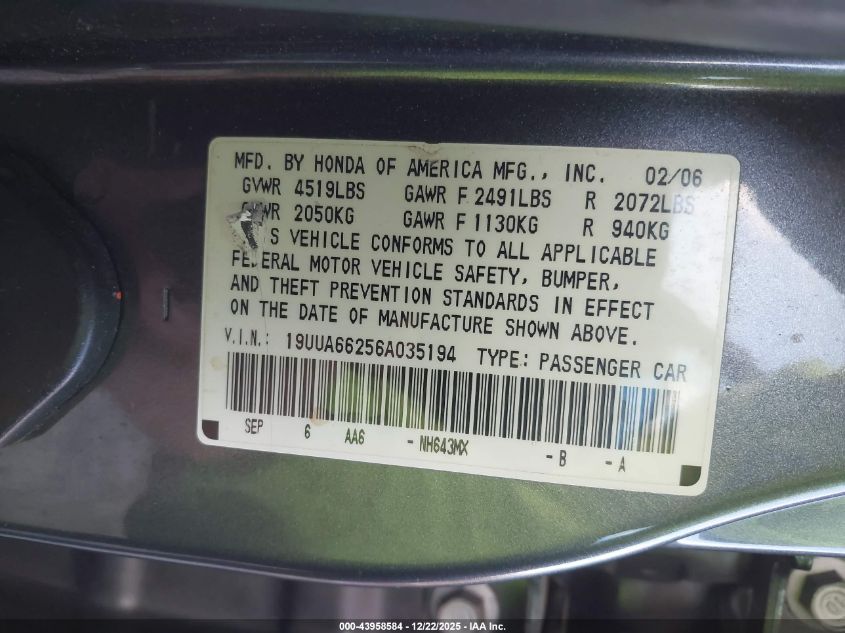 MFD. BY HONDA OF AMERICA MFG., INC. 02/06
GVWR 4519LBS GAWR F 2491LBS R 2072LBS
WR 2050KG GAWR F 1130KG R 940KG
S VEHICLE CONFORMS TO ALL APPLICABLE
FEDERAL MOTOR VEHICLE SAFETY, BUMPER,
AND THEFT PREVENTION STANDARDS IN EFFECT
ON THE DATE OF MANUFACTURE SHOWN ABOVE.
V.I.N.: 19UUA66256A035194 TYPE: PASSENGER CAR
SEP 6 AA6 -NH643MX -B -A
000-43958584 - 12/22/2025 - IAA Inc.